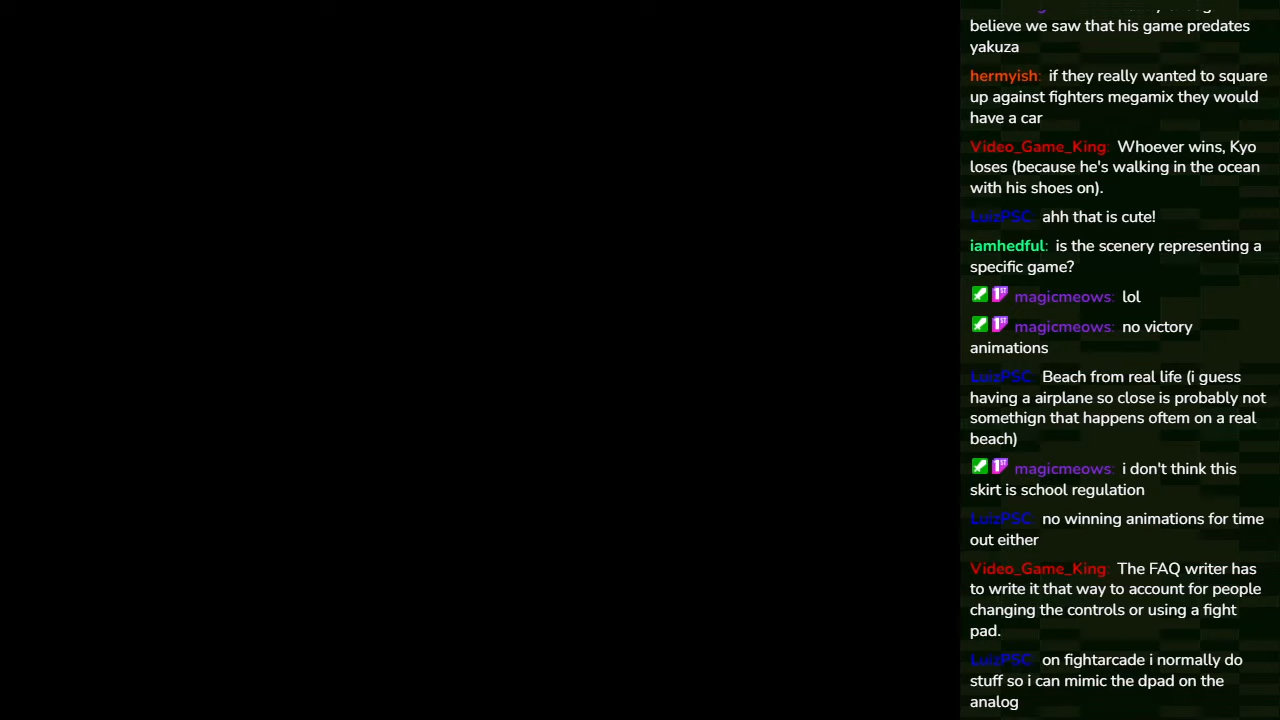 believe we saw that his game predates
yakuza
hermyish: if they really wanted to square
up against fighters megamix they would
have a car
Video_Game_King: Whoever wins, Kyo
loses (because he's walking in the ocean
with his shoes on).
LuizPSC: ahh that is cute!
iamhedful: is the scenery representing a
specific game?
magicmeows: lol
magicmeows: no victory
animations
LuizPSC: Beach from real life (i guess
having a airplane so close is probably not
somethign that happens oftem on a real
beach)
magicmeows: i don't think this
skirt is school regulation
LuizPSC: no winning animations for time
out either
Video_Game_King: The FAQ writer has
to write it that way to account for people
changing the controls or using a fight
pad.
LuizPSC: on fightarcade i normally do
stuff so i can mimic the dpad on the
analog